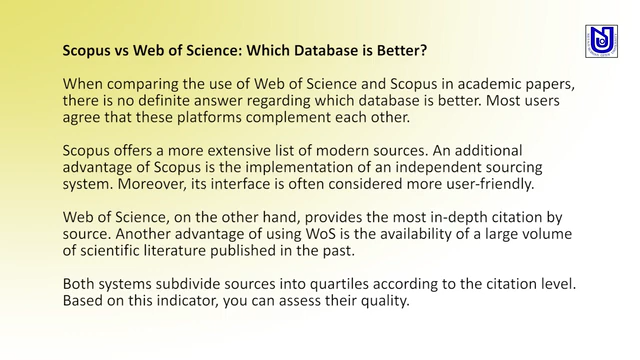 Scopus vs Web of Science: Which Database is Better?
When comparing the use of Web of Science and Scopus in academic papers,
there is no definite answer regarding which database is better. Most users
agree that these platforms complement each other.
Scopus offers a more extensive list of modern sources. An additional
advantage of Scopus is the implementation of an independent sourcing
system. Moreover, its interface is often considered more user-friendly.
Web of Science, on the other hand, provides the most in-depth citation by
source. Another advantage of using WoS is the availability of a large volume
of scientific literature published in the past.
Both systems subdivide sources into quartiles according to the citation level.
Based on this indicator, you can assess their quality.